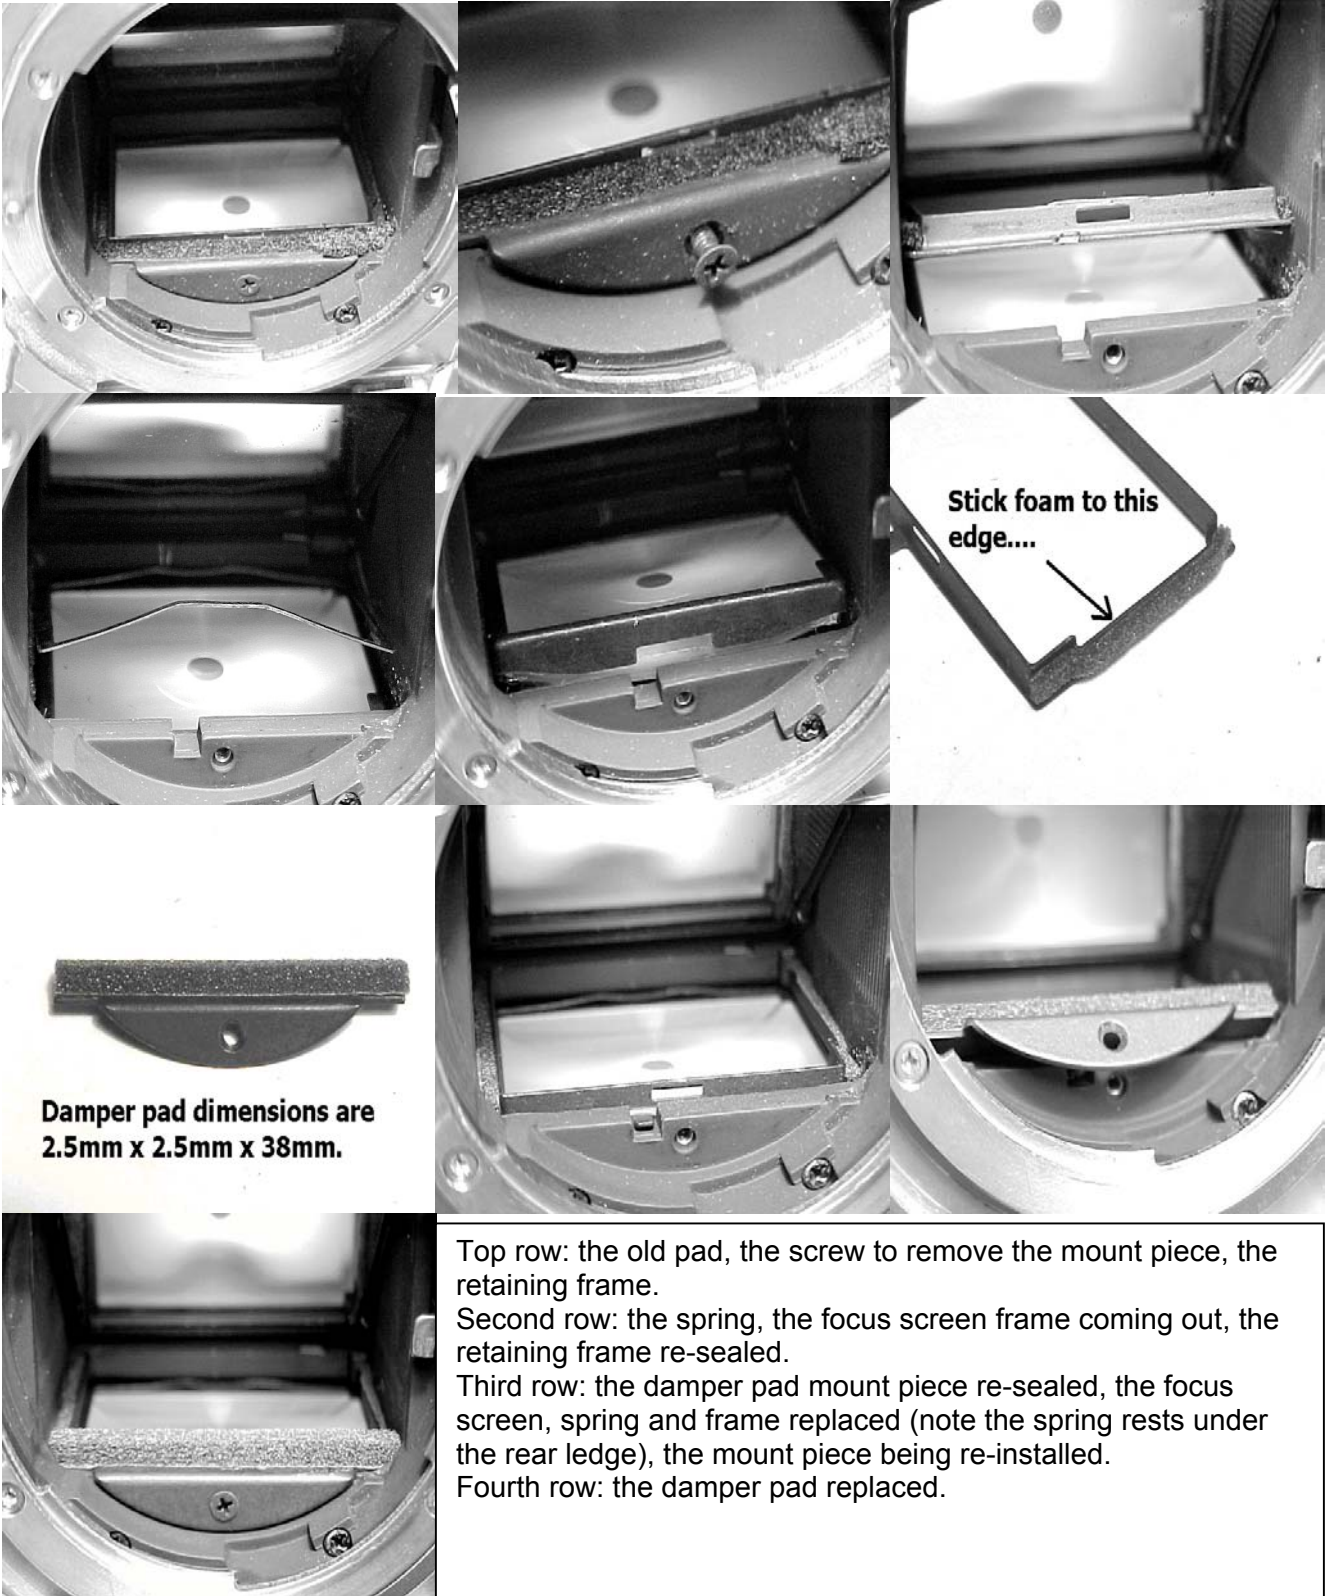 Stick foam to this
edge....
Damper pad dimensions are
2.5mm x 2.5mm x 38mm.
Top row: the old pad, the screw to remove the mount piece, the
retaining frame.
Second row: the spring, the focus screen frame coming out, the
retaining frame re-sealed.
Third row: the damper pad mount piece re-sealed, the focus
screen, spring and frame replaced (note the spring rests under
the rear ledge), the mount piece being re-installed.
Fourth row: the damper pad replaced.